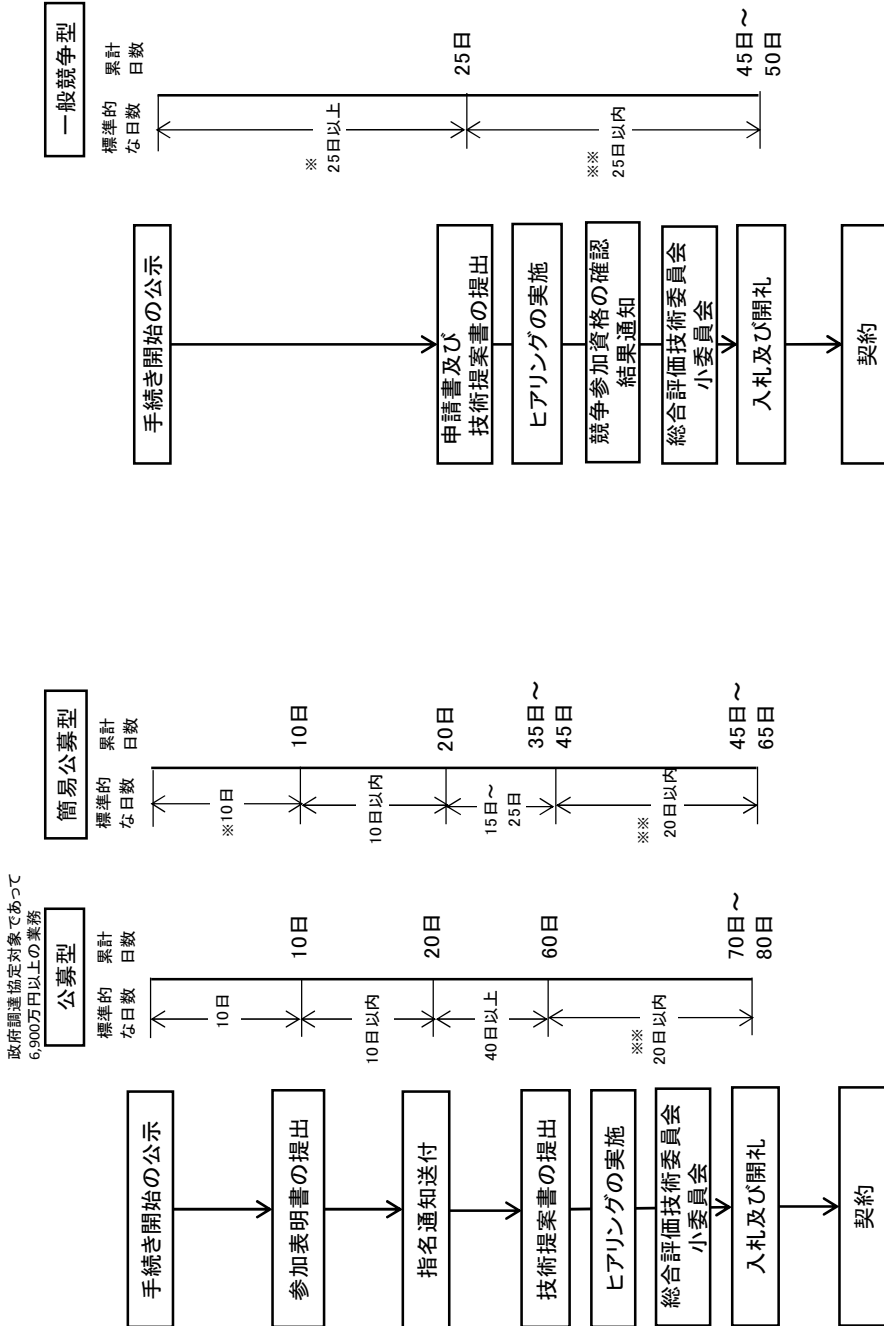 政府調達協定対象であって
6,900万円以上の業務
公募型
標準的
な日数
累計
日数
手続き開始の公示
10日
参加表明書の提出
10日
10日以内
指名通知送付
20日
40日以上
技術提案書の提出
60日
ヒアリングの実施
※※
20日以内
総合評価技術委員会
小委員会
入札及び開札
70日~
80日
契約
簡易公募型
標準的
な日数
累計
日数
※10日
10日
10日以内
20日
15日~
25日
35日~
45日
※※
20日以内
45日~
65日
一般競争型
標準的
な日数
累計
日数
手続き開始の公示
※
25日以上
申請書及び
技術提案書の提出
25日
ヒアリングの実施
競争参加資格の確認
結果通知
※※
25日以内
総合評価技術委員会
小委員会
入札及び開札
45日~
50日
契約